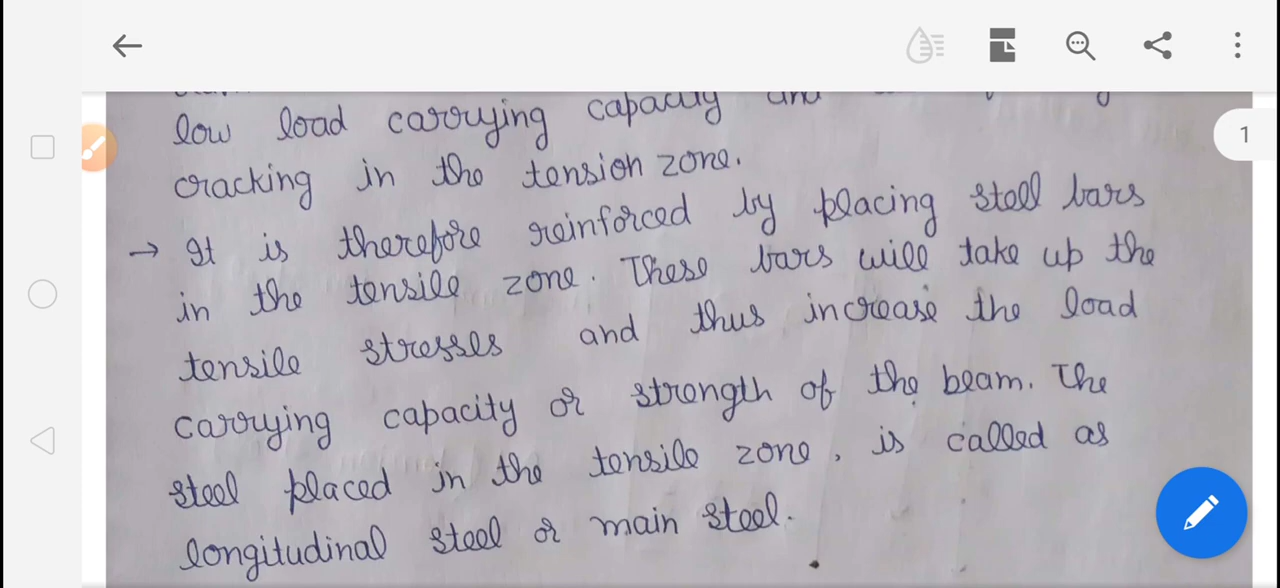 1
low load carrying capacity and
cracking in the tension zone.
→ It is therefore reinforced by placing steel bars
in the tensile zone. These bars will take up the
tensile stresses and thus increase the load
carrying capacity or strength of the beam. The
steel placed in the tensile zone, is called as
longitudinal steel or main steel.